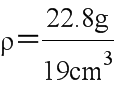 ρ = 22.8g / 19cm³